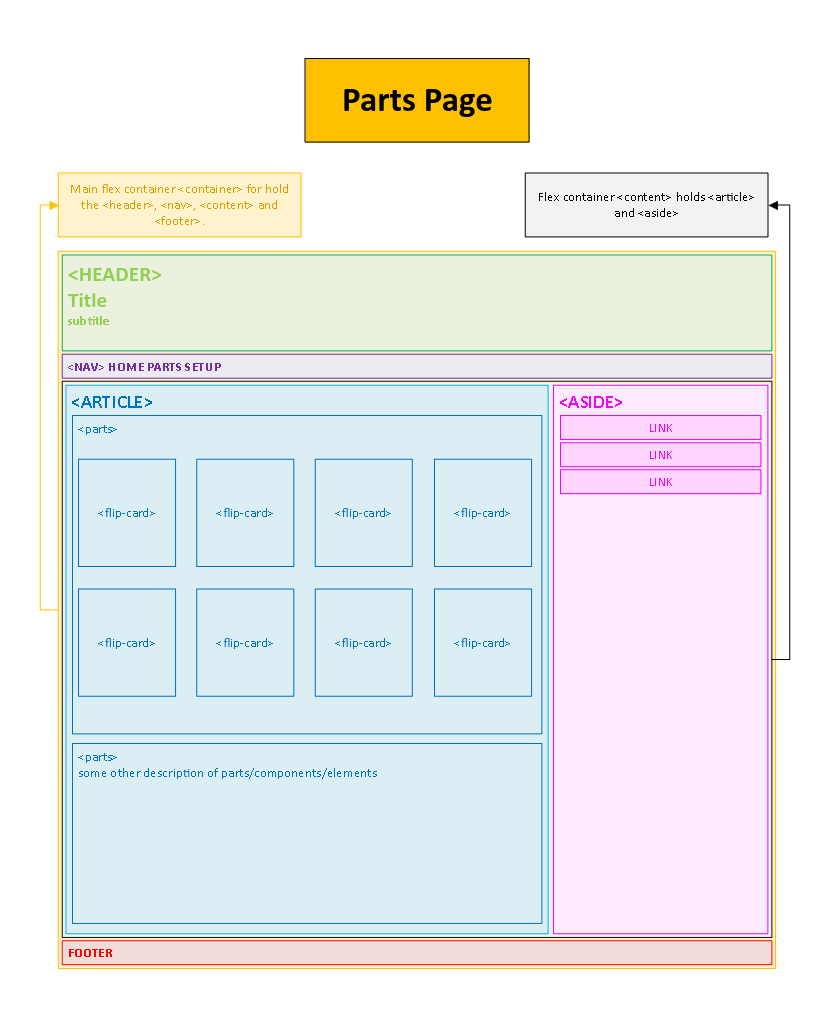 Parts Page
Main flex container <container> for hold
the <header>, <nav>, <content> and
<footer>.
Flex container <content> holds <article>
and <aside>
<HEADER>
Title
subtitle
<NAV> HOME PARTS SETUP
<ARTICLE>
<parts>
<flip-card> <flip-card> <flip-card> <flip-card>
<flip-card> <flip-card> <flip-card> <flip-card>
<parts>
some other description of parts/components/elements
<ASIDE>
LINK
LINK
LINK
FOOTER